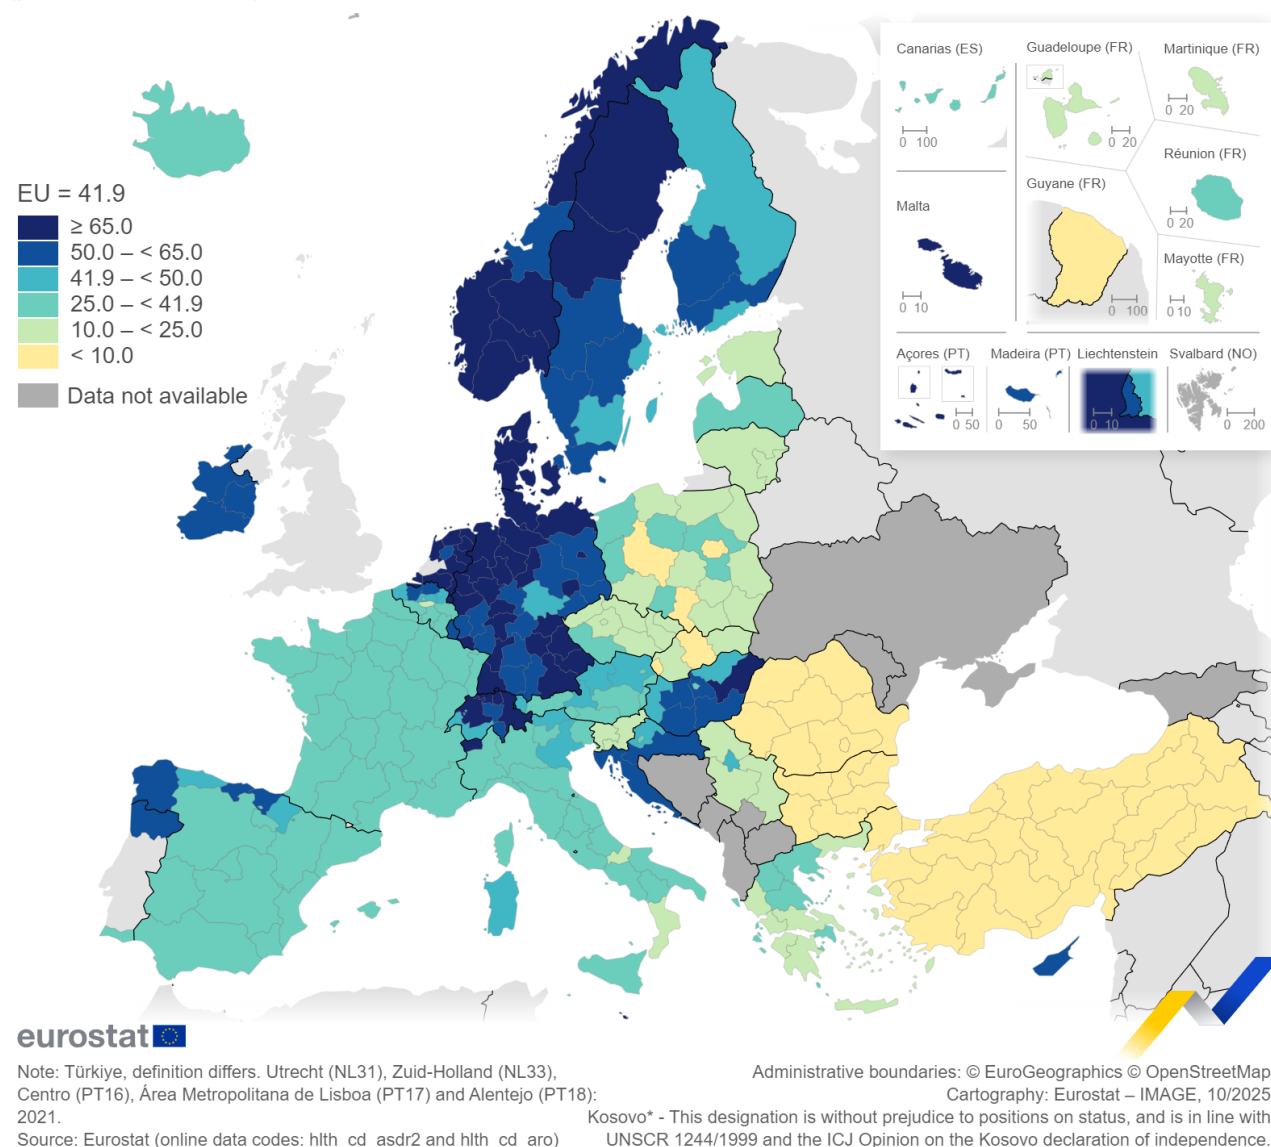 EU = 41.9
≥ 65.0
50.0 – < 65.0
41.9 – < 50.0
25.0 – < 41.9
10.0 – < 25.0
< 10.0
Data not available
Canarias (ES)
0 100
Guadeloupe (FR)
0 20
Martinique (FR)
0 20
Réunion (FR)
0 20
Malta
0 10
Guyane (FR)
0 100
Mayotte (FR)
0 10
Açores (PT)
0 50
Madeira (PT)
0 50
Liechtenstein
0 10
Svalbard (NO)
0 200
eurostat
Note: Türkiye, definition differs. Utrecht (NL31), Zuid-Holland (NL33),
Centro (PT16), Área Metropolitana de Lisboa (PT17) and Alentejo (PT18):
2021.
Source: Eurostat (online data codes: hlth_cd_asdr2 and hlth_cd_aro)
Administrative boundaries: © EuroGeographics © OpenStreetMap
Cartography: Eurostat – IMAGE, 10/2025
Kosovo* - This designation is without prejudice to positions on status, and is in line with
UNSCR 1244/1999 and the ICJ Opinion on the Kosovo declaration of independence.